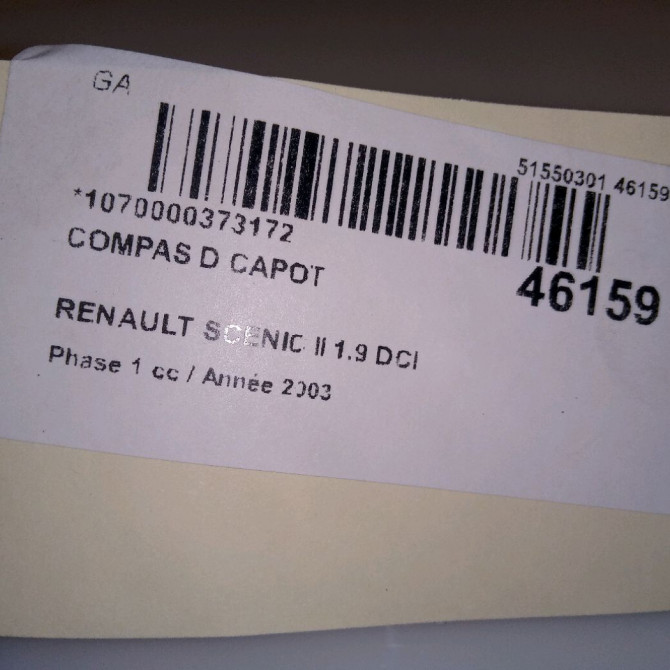 GA
51550301 46159
*1070000373172
COMPAS D CAPOT
46159
RENAULT SCENIC II 1.9 DCI
Phase 1 cc / Année 2003